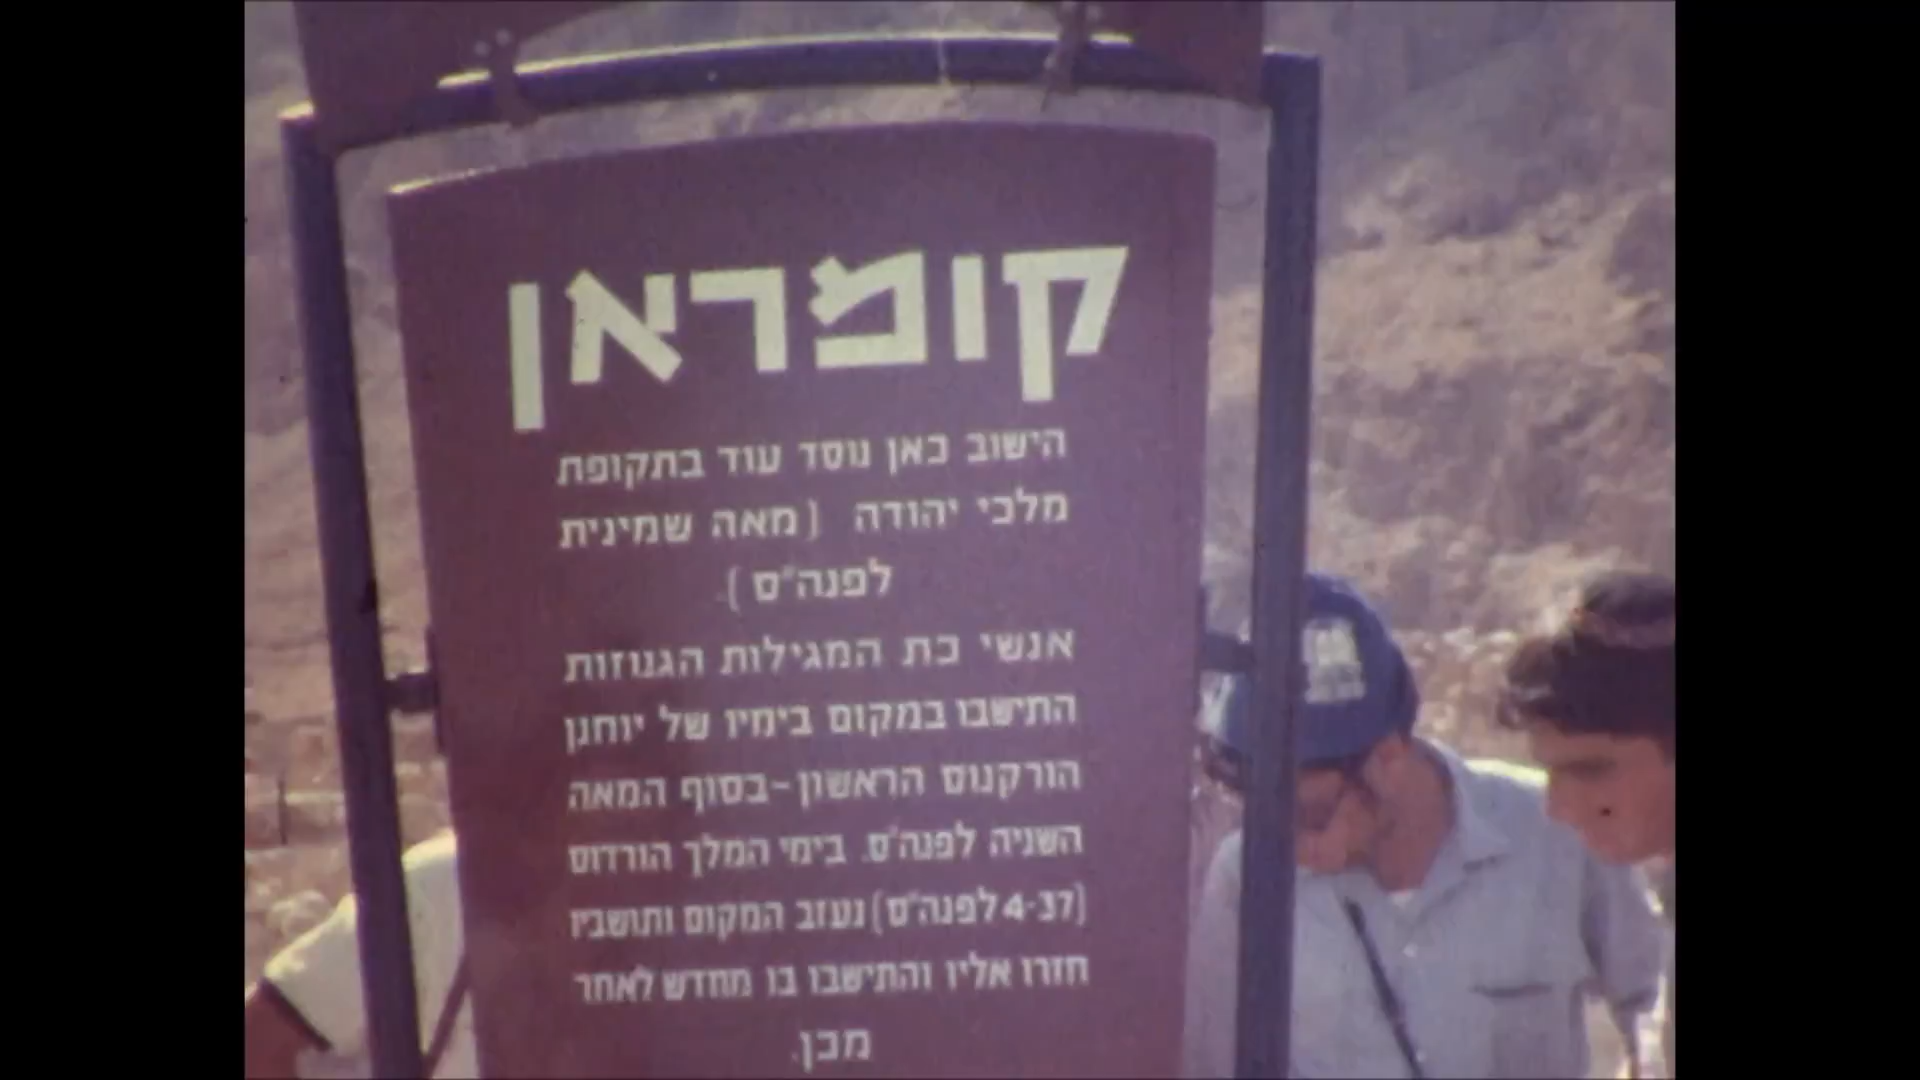 קומראן
הישוב כאן נוסד עוד בתקופת
מלכי יהודה (מאה שמינית
לפנה"ס).
אנשי כת המגילות הגנוזות
התישבו במקום בימיו של יוחנן
הורקנוס הראשון-בסוף המאה
השניה לפנה"ס. בימי המלך הורדוס
(4-37 לפנה"ס) נעזב המקום ותושביו
חזרו אליו והתישבו בו מחדש לאחר
מכן.